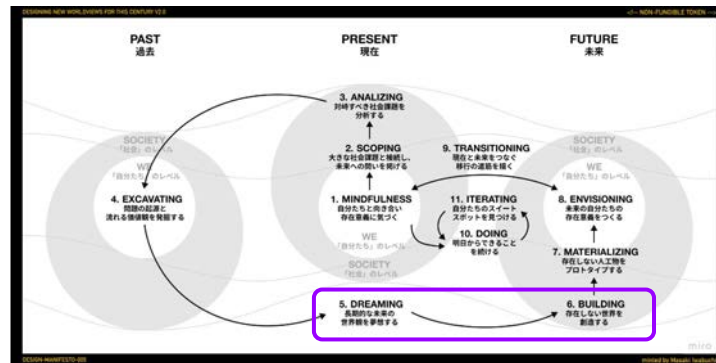 DESIGNING NEW WORLDVIEWS FOR THIS CENTURY V2.0
<!-- NON-FUNGIBLE TOKEN -->
PAST
過去
PRESENT
現在
FUTURE
未来
3. ANALIZING
対峙すべき社会課題を
分析する
SOCIETY
「社会」のレベル
WE
「自分たち」のレベル
4. EXCAVATING
問題の起源と
流れる価値観を発掘する
2. SCOPING
大きな社会課題と接続し、
未来への問いを掲げる
1. MINDFULNESS
自分たちと向き合い
存在意義に気づく
WE
「自分たち」のレベル
SOCIETY
「社会」のレベル
9. TRANSITIONING
現在と未来をつなぐ
移行の道筋を描く
11. ITERATING
自分たちのスイート
スポットを見つける
10. DOING
明日からできること
を続ける
SOCIETY
「社会」のレベル
WE
「自分たち」のレベル
8. ENVISIONING
未来の自分たちの
存在意義をつくる
7. MATERIALIZING
存在しない人工物を
プロトタイプする
5. DREAMING
長期的な未来の
世界観を夢想する
6. BUILDING
存在しない世界を
創造する
miro
DESIGN-MANIFESTO-005
minted by Masaki Iwabuchi